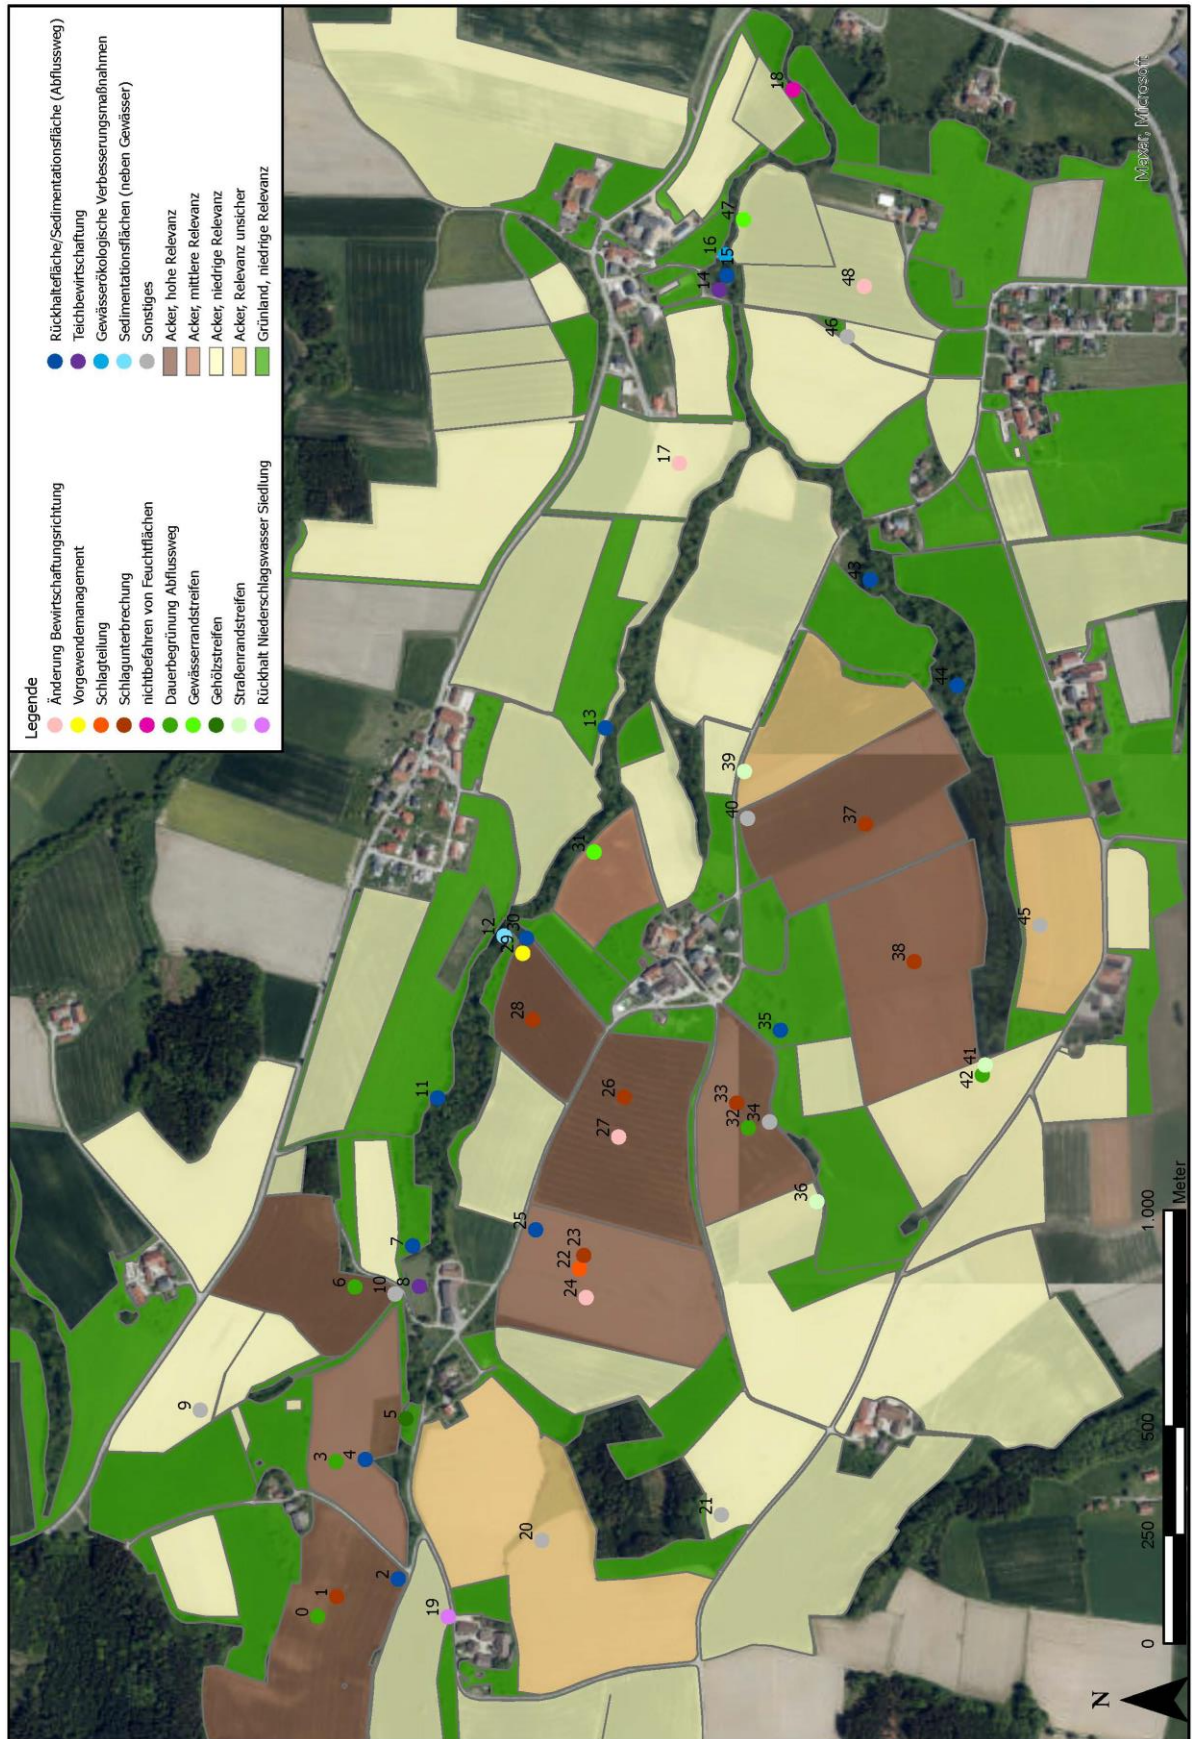 Legende
Änderung Bewirtschaftungsrichtung
Vorgewendemanagement
Schlagteilung
Schlagunterbrechung
nichtbefahren von Feuchtflächen
Dauerbegrünung Abflussweg
Gewässerrandstreifen
Gehölzstreifen
Straßenrandstreifen
Rückhalt Niederschlagswasser Siedlung
Rückhaltefläche/Sedimentationsfläche (Abflussweg)
Teichbewirtschaftung
Gewässerökologische Verbesserungsmaßnahmen
Sedimentationsflächen (neben Gewässer)
Sonstiges
Acker, hohe Relevanz
Acker, mittlere Relevanz
Acker, niedrige Relevanz
Acker, Relevanz unsicher
Grünland, niedrige Relevanz
0
1
2
3
4
5
6
7
8
9
10
11
12
13
14
15
16
17
18
19
20
21
22
23
24
25
26
27
28
29
30
31
32
33
34
35
36
37
38
39
40
41
42
43
44
45
46
47
48
N
0 250 500 1.000
Meter
Maxar, Microsoft